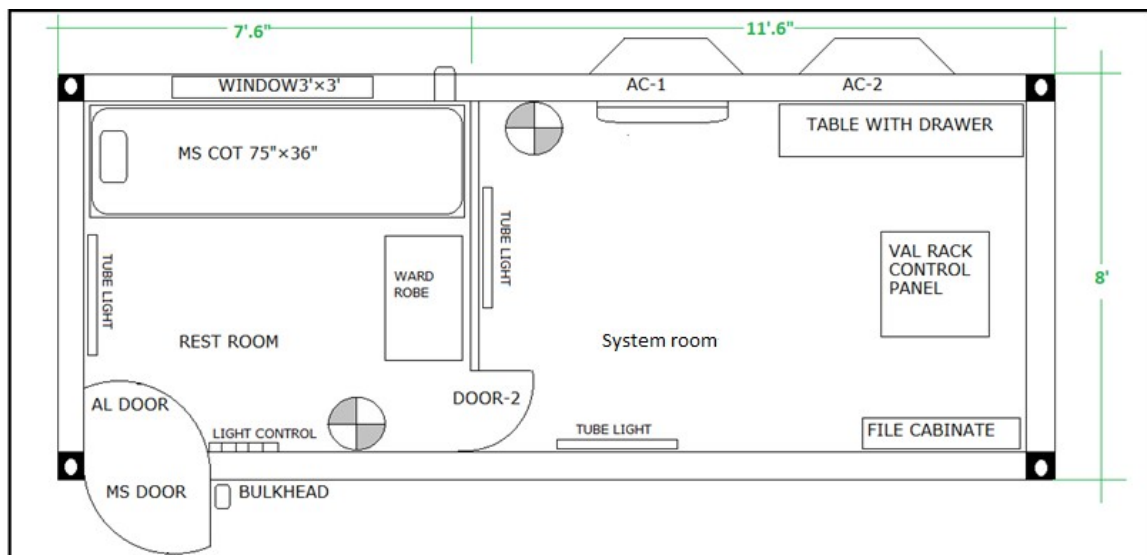 7'.6"
11'.6"
WINDOW3'×3'
AC-1
AC-2
TABLE WITH DRAWER
MS COT 75"×36"
TUBE LIGHT
TUBE LIGHT
WARD
ROBE
VAL RACK
CONTROL
PANEL
8'
REST ROOM
System room
AL DOOR
DOOR-2
LIGHT CONTROL
TUBE LIGHT
FILE CABINATE
MS DOOR
BULKHEAD